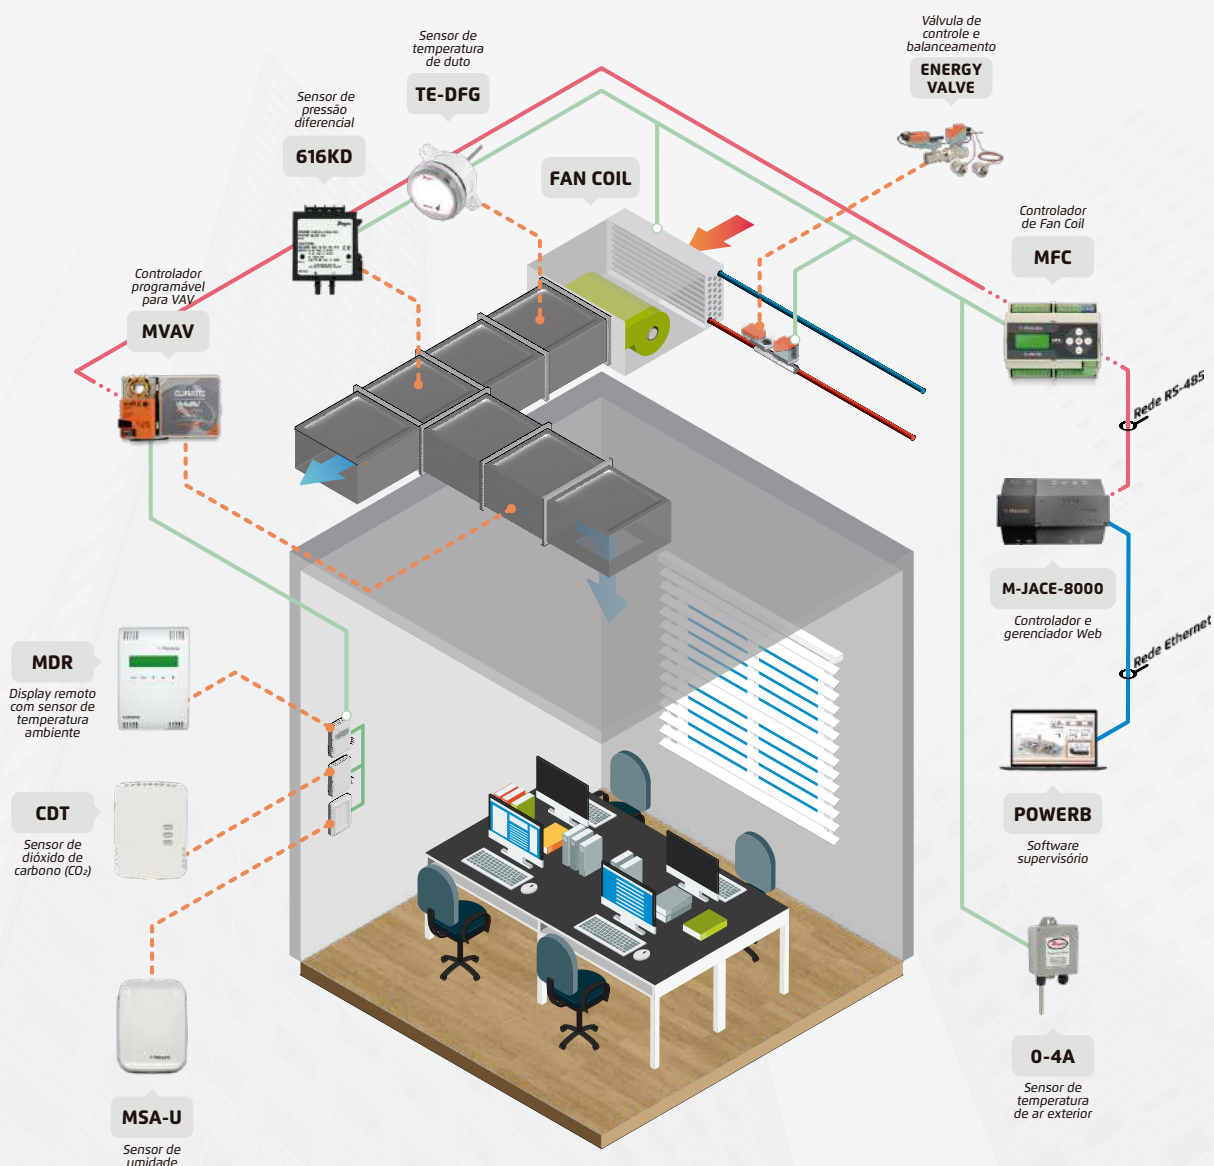 Válvula de
controle e
balanceamento
ENERGY
VALVE
Sensor de
temperatura
de duto
TE-DFG
Sensor de
pressão
diferencial
616KD
FAN COIL
Controlador
de Fan Coil
MFC
Controlador
programável
para VAV
MVAV
Rede RS-485
M-JACE-8000
Controlador e
gerenciador Web
Rede Ethernet
MDR
Display remoto
com sensor de
temperatura
ambiente
CDT
Sensor de
dióxido de
carbono (CO₂)
POWERB
Software
supervisório
O-4A
Sensor de
temperatura
de ar exterior
MSA-U
Sensor de
umidade